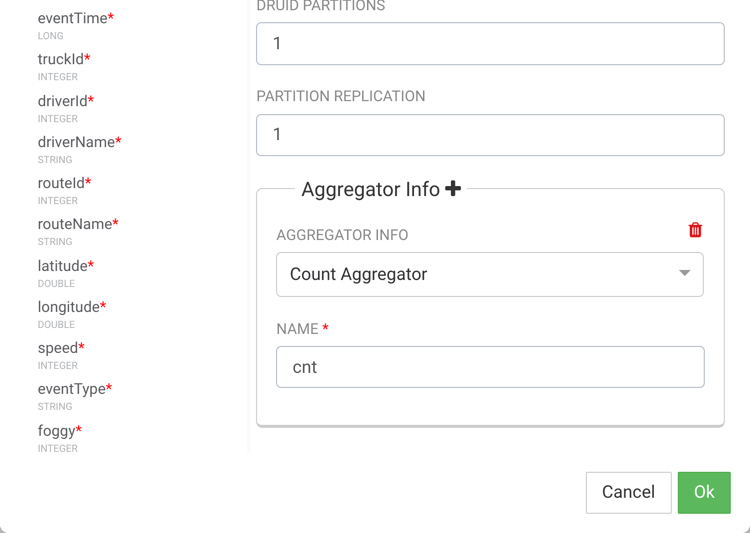 eventTime*
LONG
truckId*
INTEGER
driverId*
INTEGER
driverName*
STRING
routeId*
INTEGER
routeName*
STRING
latitude*
DOUBLE
longitude*
DOUBLE
speed*
INTEGER
eventType*
STRING
foggy*
INTEGER
DRUID PARTITIONS
1
PARTITION REPLICATION
1
Aggregator Info
AGGREGATOR INFO
Count Aggregator
NAME *
cnt
Cancel
Ok